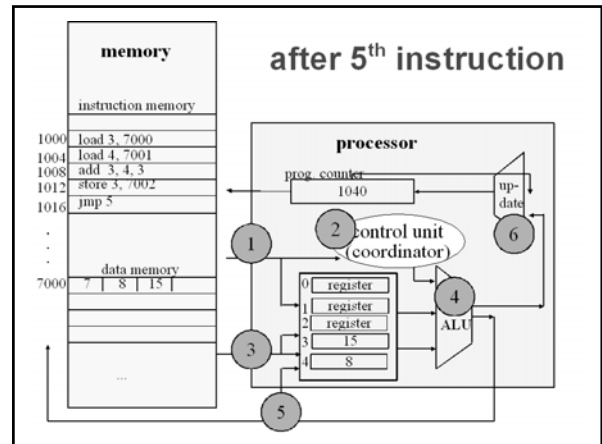 memory
after 5th instruction
instruction memory
1000 load 3, 7000
1004 load 4, 7001
1008 add 3, 4, 3
1012 store 3, 7002
1016 jmp 5
.
.
.
data memory
7000 7 8 15
...
processor
prog. counter
1040
up-
date
6
1
2
control unit
(coordinator)
0 register
1 register
2 register
3 15
4 8
4
ALU
3
5